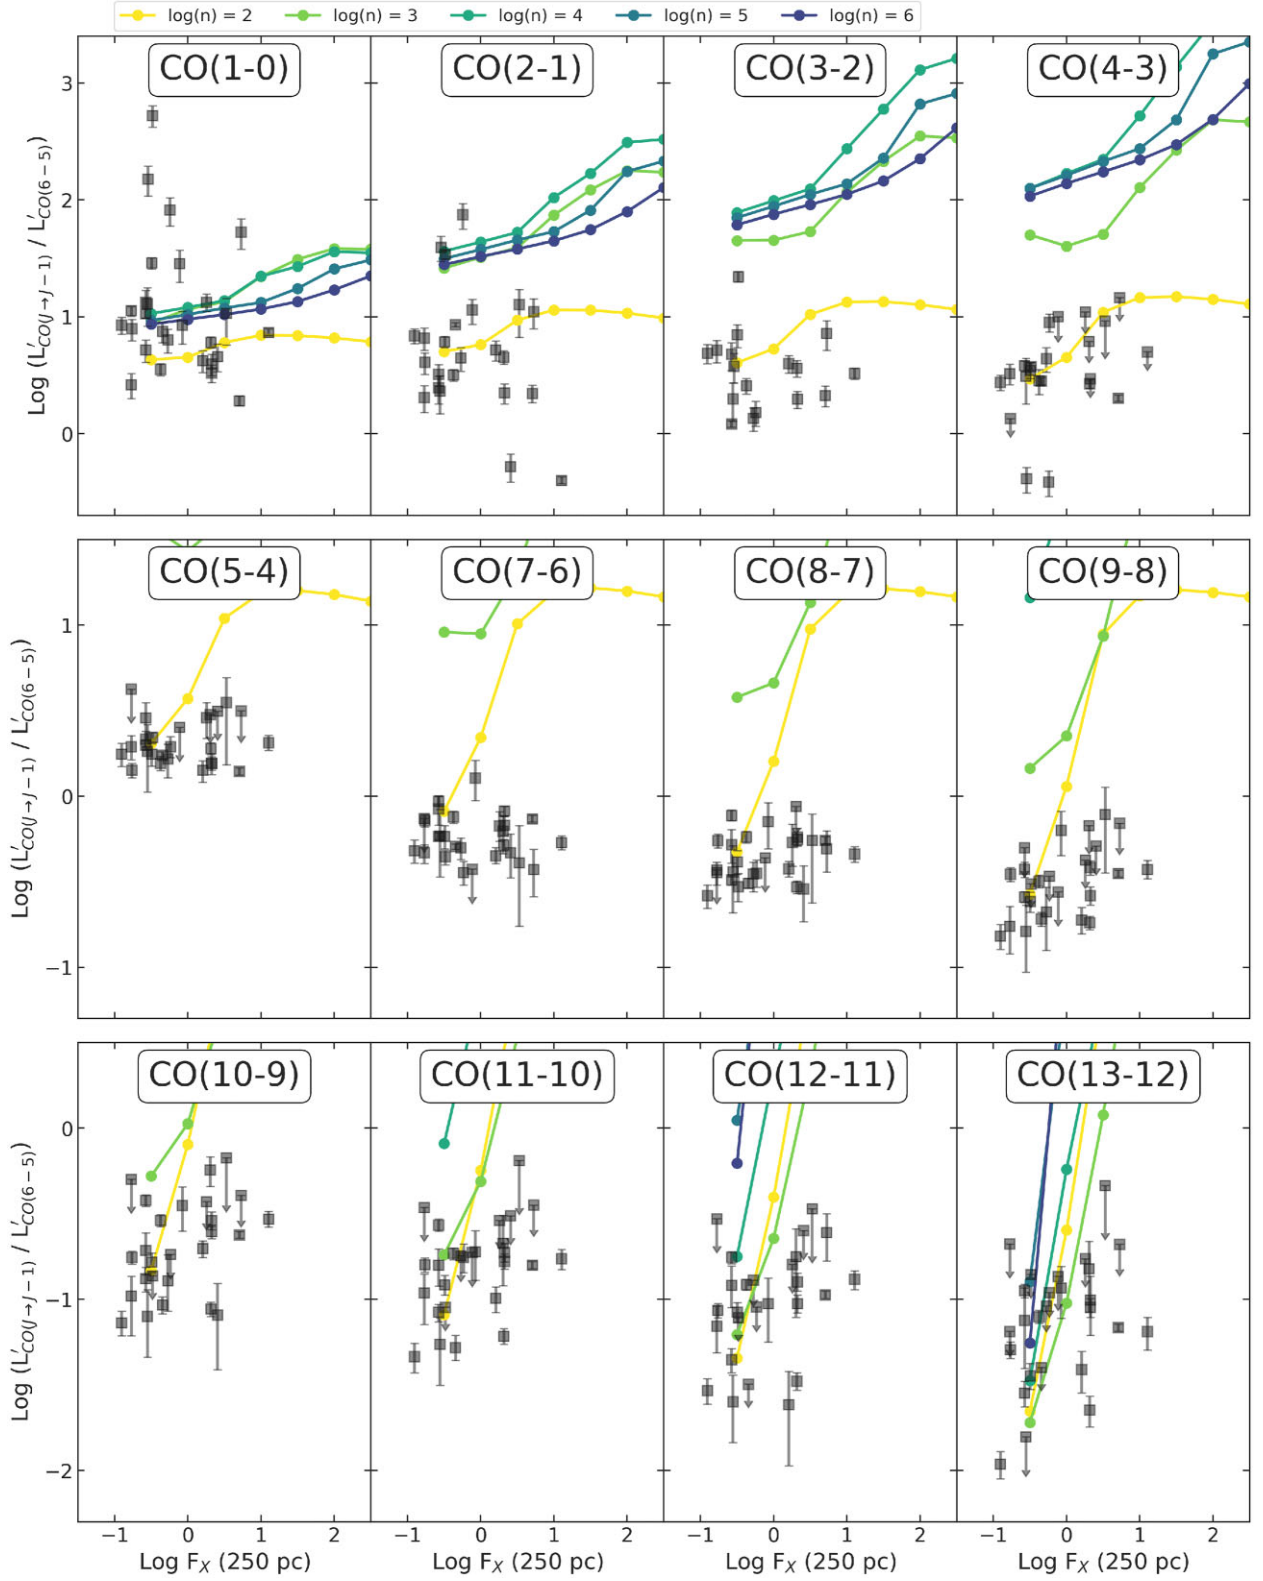 log(n) = 2 log(n) = 3 log(n) = 4 log(n) = 5 log(n) = 6
CO(1-0) CO(2-1) CO(3-2) CO(4-3)
3
2
1
0
Log (L′CO(J→J−1) / L′CO(6−5))
CO(5-4) CO(7-6) CO(8-7) CO(9-8)
1
0
−1
Log (L′CO(J→J−1) / L′CO(6−5))
CO(10-9) CO(11-10) CO(12-11) CO(13-12)
0
−1
−2
Log (L′CO(J→J−1) / L′CO(6−5))
−1 0 1 2 −1 0 1 2 −1 0 1 2 −1 0 1 2
Log FX (250 pc) Log FX (250 pc) Log FX (250 pc) Log FX (250 pc)